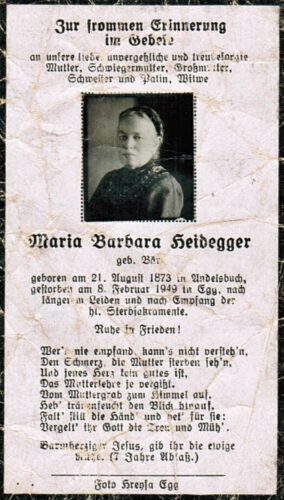 Zur frommen Erinnerung
im Gebete
an unsere liebe, unvergeßliche und treubesorgte
Mutter, Schwiegermutter, Großmutter,
Schwester und Patin, Witwe
Maria Barbara Heidegger
geb. Bär
geboren am 21. August 1873 in Andelsbuch,
gestorben am 8. Februar 1949 in Egg, nach
längerem Leiden und nach Empfang der
hl. Sterbsakramente.
Ruhe in Frieden!
Wer's nie empfand, kann's nicht versteh'n,
Den Schmerz, die Mutter sterben seh'n,
Und jenes Herz kein gutes ist,
Das Mutterlehre je vergißt.
Vom Muttergrab zum Himmel auf,
Heb' tränenfeucht den Blick hinauf,
Falt' still die Händ' und bet' für sie:
Vergelt' ihr Gott die Treu und Müh'.
Barmherziger Jesus, gib ihr die ewige
Ruhe. (7 Jahre Ablaß.)
Foto Hreysa Egg